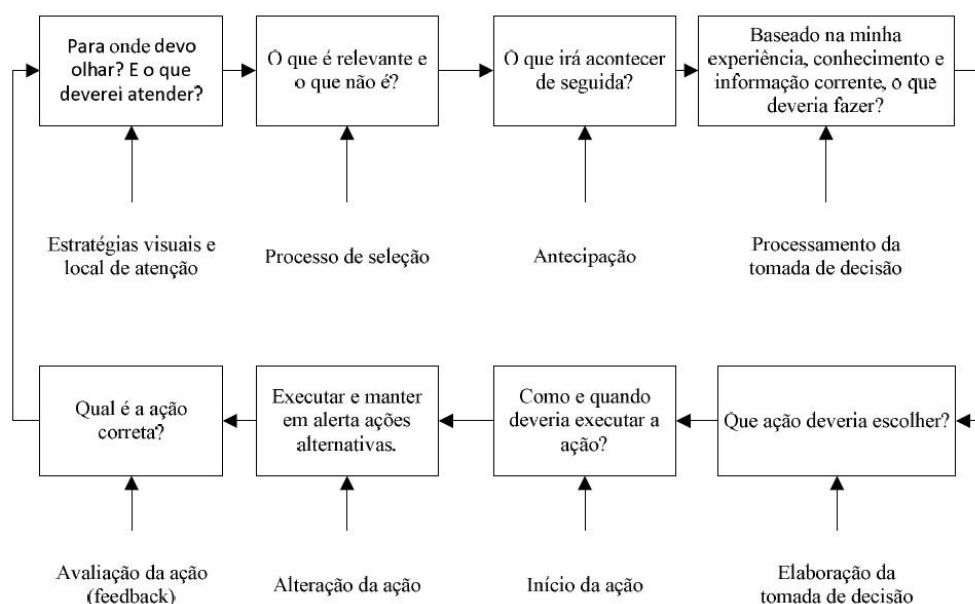 Para onde devo
olhar? E o que
deverei atender?
O que é relevante e
o que não é?
O que irá acontecer
de seguida?
Baseado na minha
experiência, conhecimento e
informação corrente, o que
deveria fazer?
Estratégias visuais e
local de atenção
Processo de seleção
Antecipação
Processamento da
tomada de decisão
Qual é a ação
correta?
Executar e manter
em alerta ações
alternativas.
Como e quando
deveria executar a
ação?
Que ação deveria escolher?
Avaliação da ação
(feedback)
Alteração da ação
Início da ação
Elaboração da
tomada de decisão